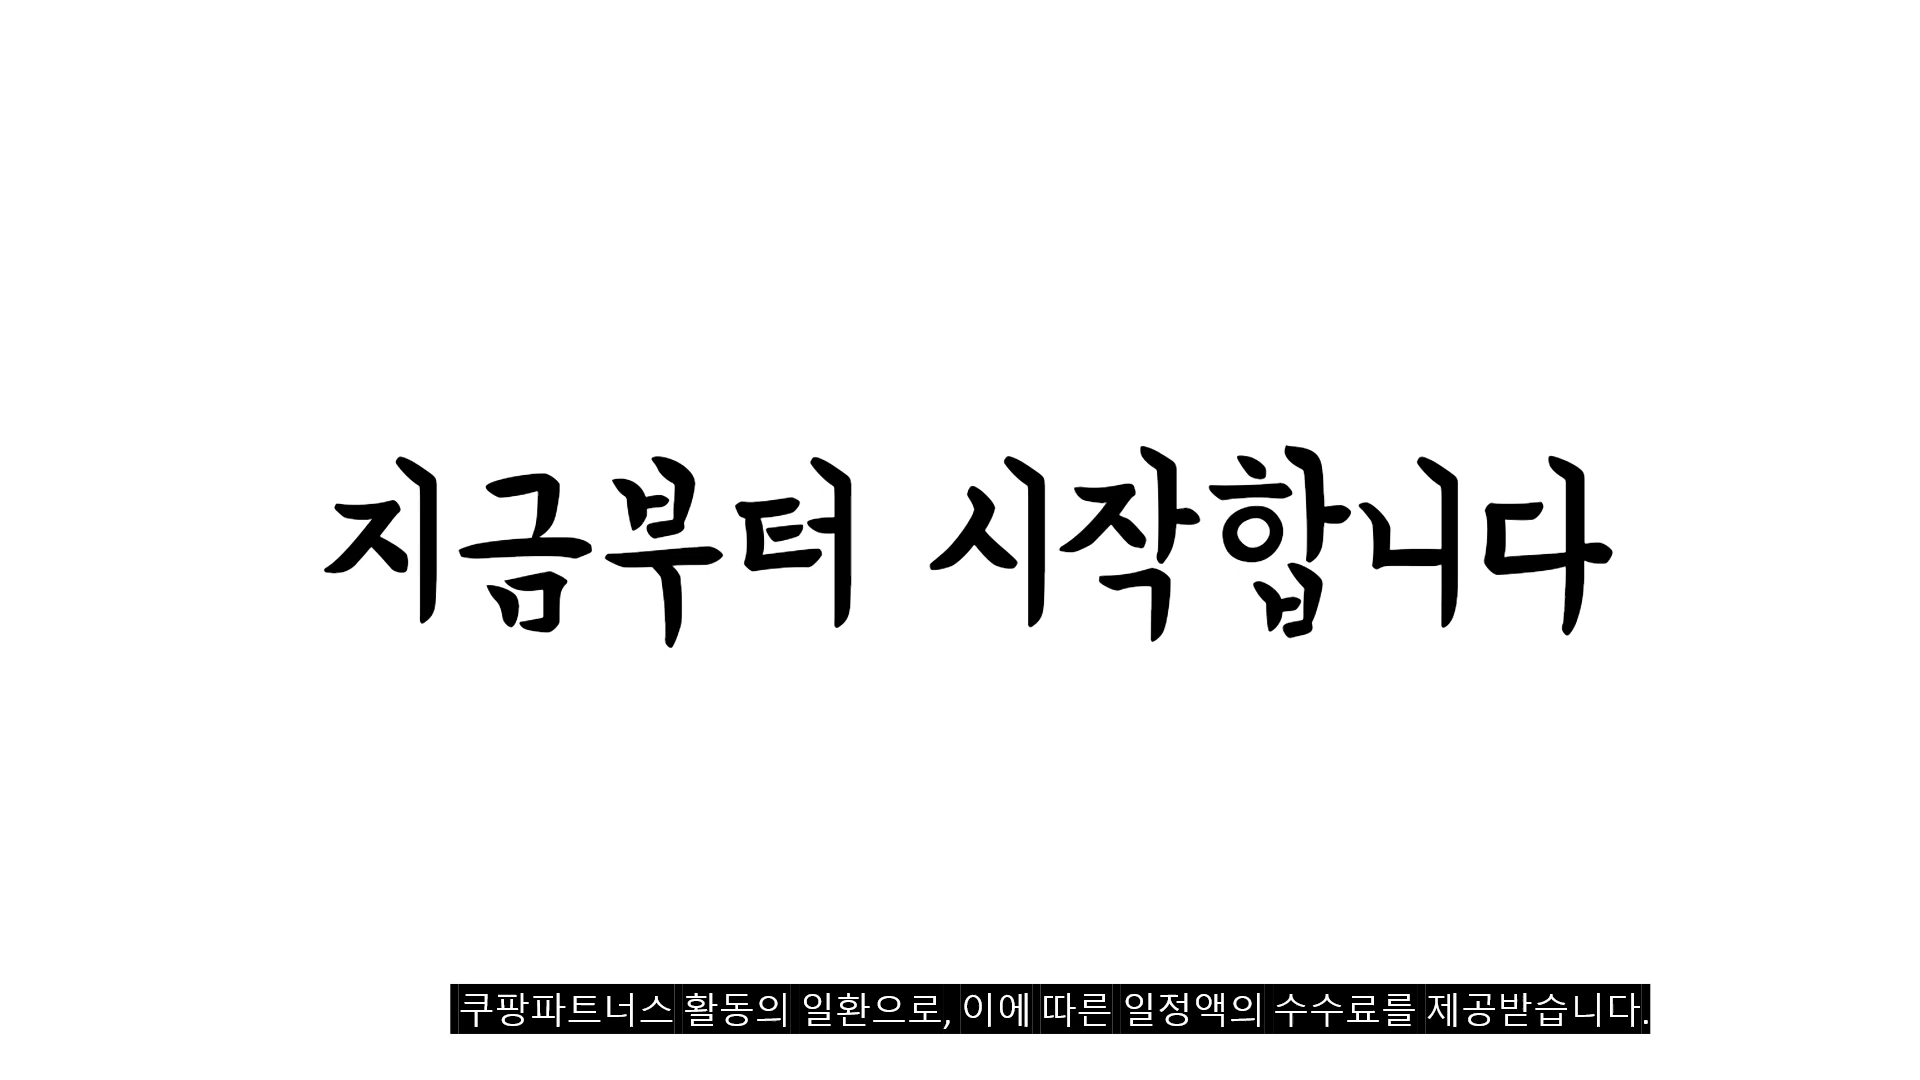 지금부터 시작합니다
쿠팡파트너스 활동의 일환으로, 이에 따른 일정액의 수수료를 제공받습니다.